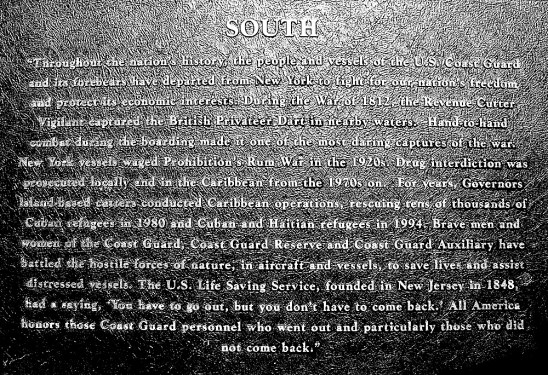 SOUTH
"Throughout the nation's history, the people and vessels of the U.S. Coast Guard
and its forebears have departed from New York to fight for our nation's freedom
and protect its economic interests. During the War of 1812, the Revenue Cutter
Vigilant captured the British Privateer Dart in nearby waters. Hand-to-hand
combat during the boarding made it one of the most daring captures of the war.
New York vessels waged Prohibition's Rum War in the 1920s. Drug interdiction was
prosecuted locally and in the Caribbean from the 1970s on. For years, Governors
Island-based cutters conducted Caribbean operations, rescuing tens of thousands of
Cuban refugees in 1980 and Cuban and Haitian refugees in 1994. Brave men and
women of the Coast Guard, Coast Guard Reserve and Coast Guard Auxiliary have
battled the hostile forces of nature, in aircraft and vessels, to save lives and assist
distressed vessels. The U.S. Life Saving Service, founded in New Jersey in 1848,
had a saying, 'You have to go out, but you don't have to come back.' All America
honors those Coast Guard personnel who went out and particularly those who did
not come back."